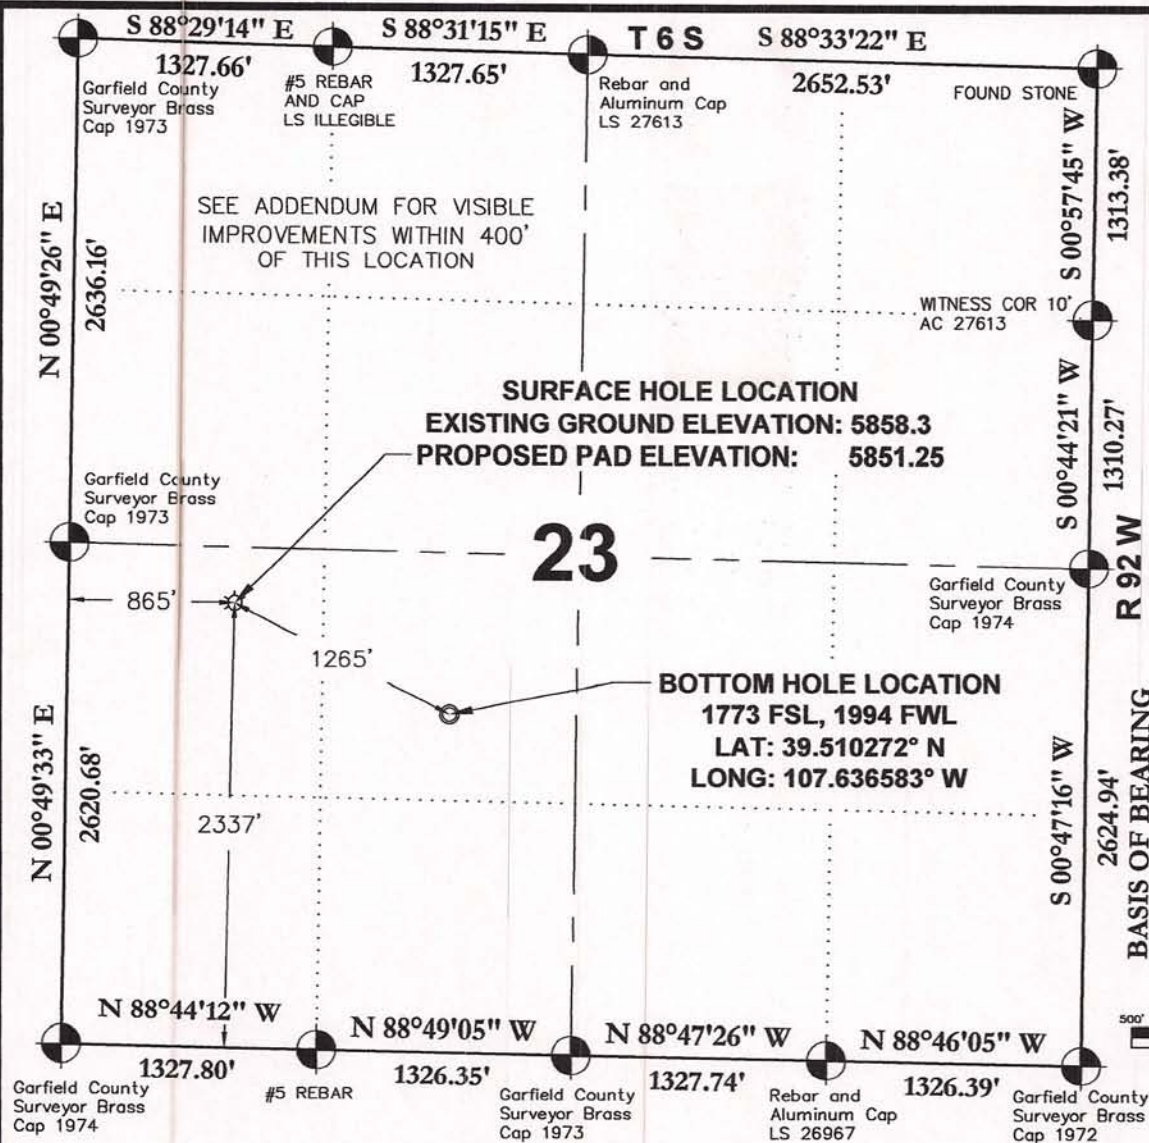 S 88°29'14" E
S 88°31'15" E
T 6 S
S 88°33'22" E
1327.66'
1327.65'
2652.53'
Garfield County
Surveyor Brass
Cap 1973
#5 REBAR
AND CAP
LS ILLEGIBLE
Rebar and
Aluminum Cap
LS 27613
FOUND STONE
S 00°57'45" W
1313.38'
SEE ADDENDUM FOR VISIBLE
IMPROVEMENTS WITHIN 400'
OF THIS LOCATION
N 00°49'26" E
2636.16'
WITNESS COR 10'
AC 27613
SURFACE HOLE LOCATION
EXISTING GROUND ELEVATION: 5858.3
PROPOSED PAD ELEVATION: 5851.25
S 00°44'21" W
1310.27'
Garfield County
Surveyor Brass
Cap 1973
23
R 92 W
Garfield County
Surveyor Brass
Cap 1974
865'
1265'
BOTTOM HOLE LOCATION
1773 FSL, 1994 FWL
LAT: 39.510272° N
LONG: 107.636583° W
N 00°49'33" E
2620.68'
2337'
S 00°47'16" W
2624.94'
BASIS OF BEARING
500'
N 88°44'12" W
N 88°49'05" W
N 88°47'26" W
N 88°46'05" W
1327.80'
1326.35'
1327.74'
1326.39'
Garfield County
Surveyor Brass
Cap 1974
#5 REBAR
Garfield County
Surveyor Brass
Cap 1973
Rebar and
Aluminum Cap
LS 26967
Garfield County
Surveyor Brass
Cap 1972